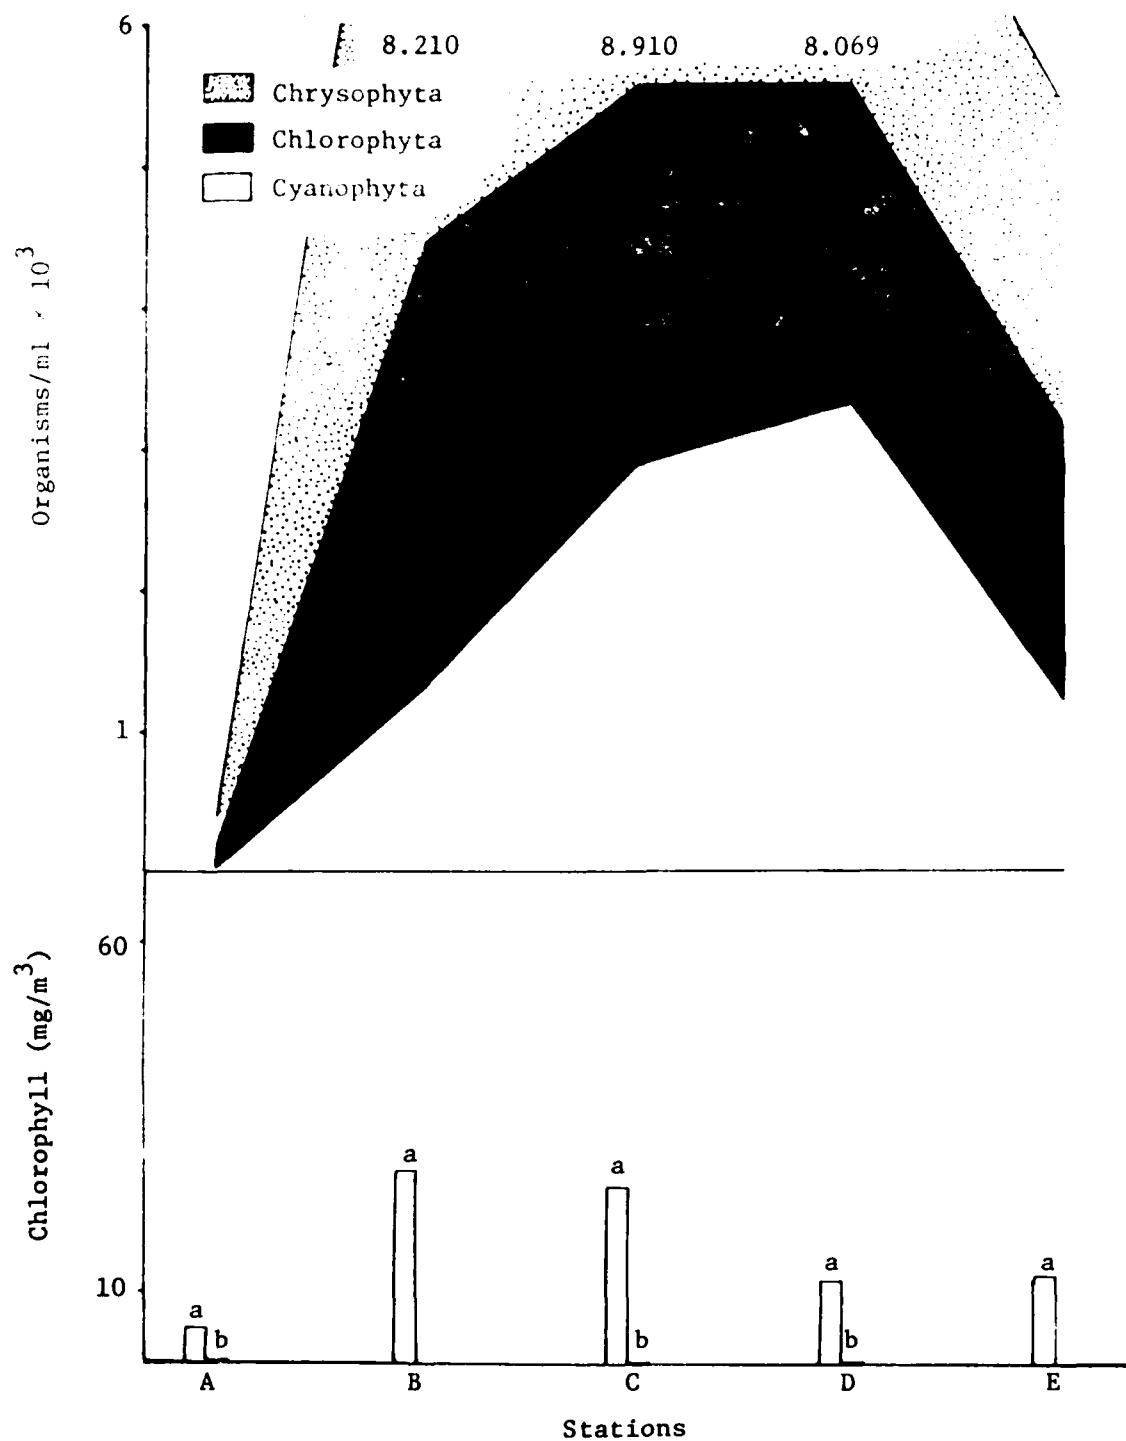 6
8.210 8.910 8.069
Chrysophyta
Chlorophyta
Cyanophyta
Organisms/ml × 10³
1
60
Chlorophyll (mg/m³)
10
a b a a b a b a
A B C D E
Stations